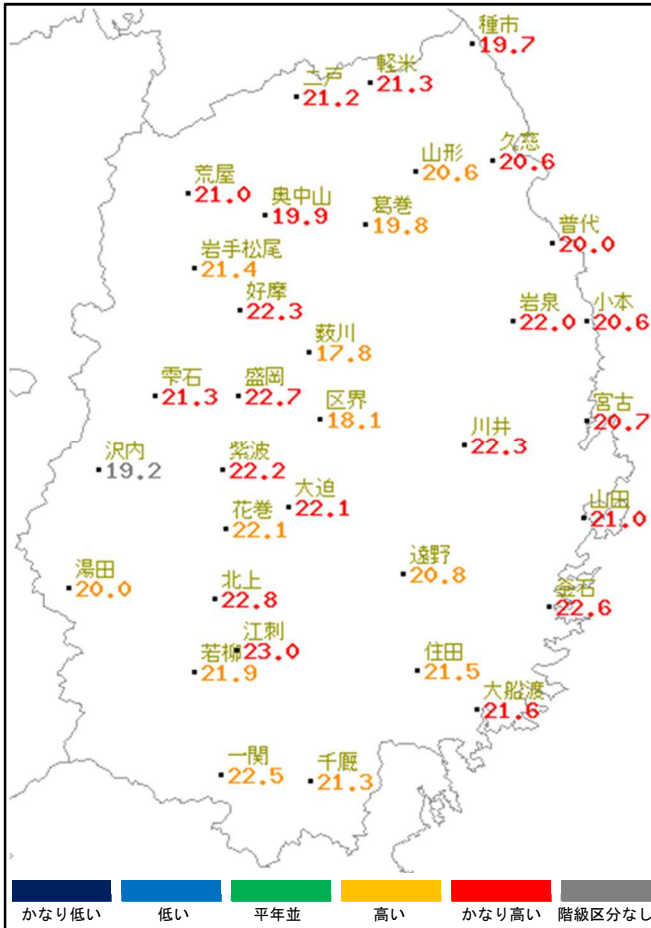 種市
19.7
軽米
21.3
二戸
21.2
久慈
20.6
山形
20.6
荒屋
21.0
奥中山
19.9
葛巻
19.8
普代
20.0
岩手松尾
21.4
好摩
22.3
岩泉
22.0
小本
20.6
薮川
17.8
雫石
21.3
盛岡
22.7
区界
18.1
宮古
20.7
川井
22.3
沢内
19.2
紫波
22.2
大迫
22.1
花巻
22.1
山田
21.0
湯田
20.0
遠野
20.8
北上
22.8
釜石
22.6
江刺
23.0
若柳
21.9
住田
21.5
大船渡
21.6
一関
22.5
千厩
21.3
かなり低い 低い 平年並 高い かなり高い 階級区分なし